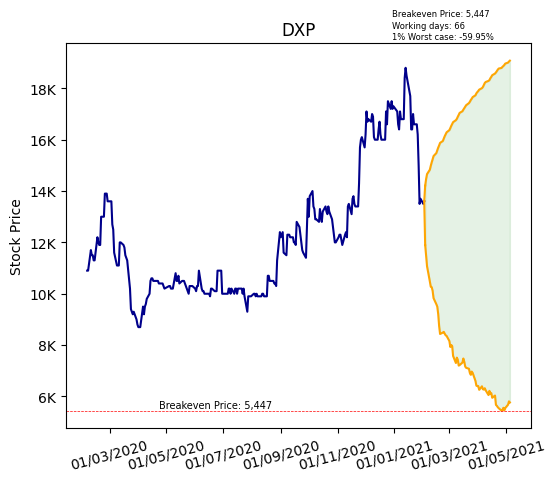 Breakeven Price: 5,447
Working days: 66
1% Worst case: -59.95%
DXP
Stock Price
18K
16K
14K
12K
10K
8K
6K
Breakeven Price: 5,447
01/03/2020
01/05/2020
01/07/2020
01/09/2020
01/11/2020
01/01/2021
01/03/2021
01/05/2021